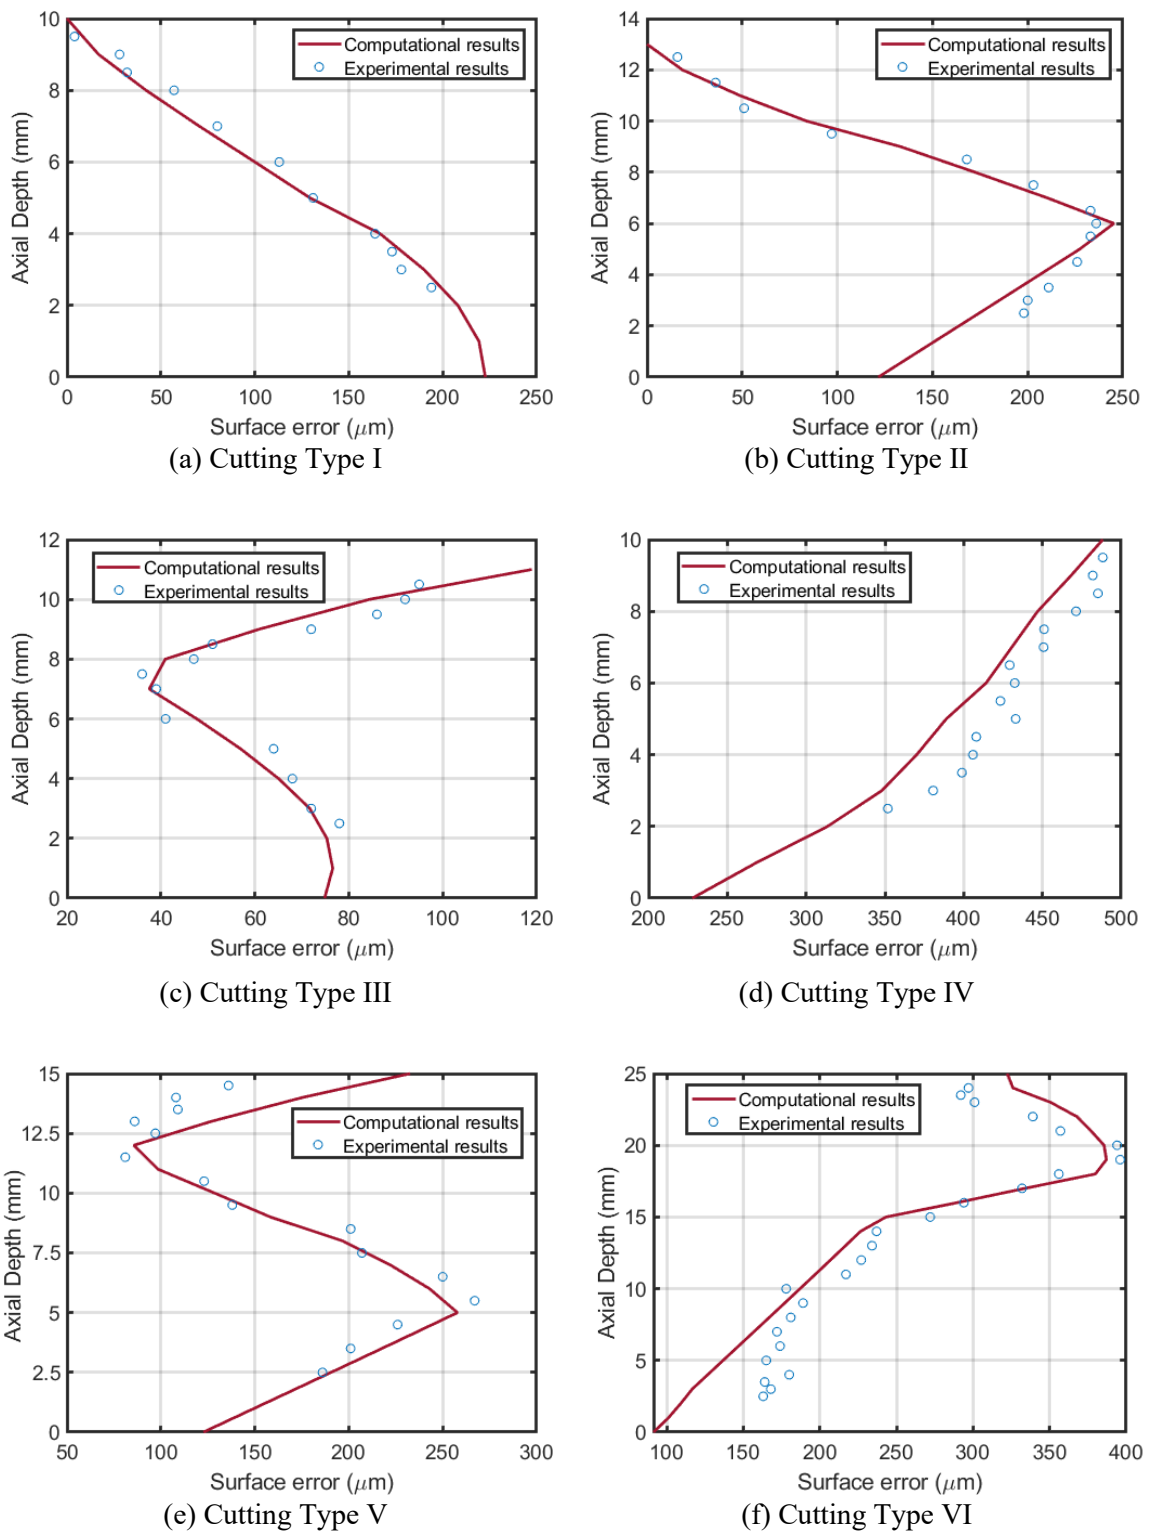 10
8
6
4
2
0
Axial Depth (mm)
Computational results
Experimental results
0 50 100 150 200 250
Surface error (μm)
(a) Cutting Type I
14
12
10
8
6
4
2
0
Axial Depth (mm)
Computational results
Experimental results
0 50 100 150 200 250
Surface error (μm)
(b) Cutting Type II
12
10
8
6
4
2
0
Axial Depth (mm)
Computational results
Experimental results
20 40 60 80 100 120
Surface error (μm)
(c) Cutting Type III
10
8
6
4
2
0
Axial Depth (mm)
Computational results
Experimental results
200 250 300 350 400 450 500
Surface error (μm)
(d) Cutting Type IV
15
12.5
10
7.5
5
2.5
0
Axial Depth (mm)
Computational results
Experimental results
50 100 150 200 250 300
Surface error (μm)
(e) Cutting Type V
25
20
15
10
5
0
Axial Depth (mm)
Computational results
Experimental results
100 150 200 250 300 350 400
Surface error (μm)
(f) Cutting Type VI